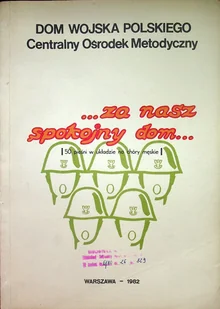 DOM WOJSKA POLSKIEGO
Centralny Ośrodek Metodyczny
...za nasz
spokojny dom...
50 pieśni w układzie na chóry męskie
WARSZAWA – 1982